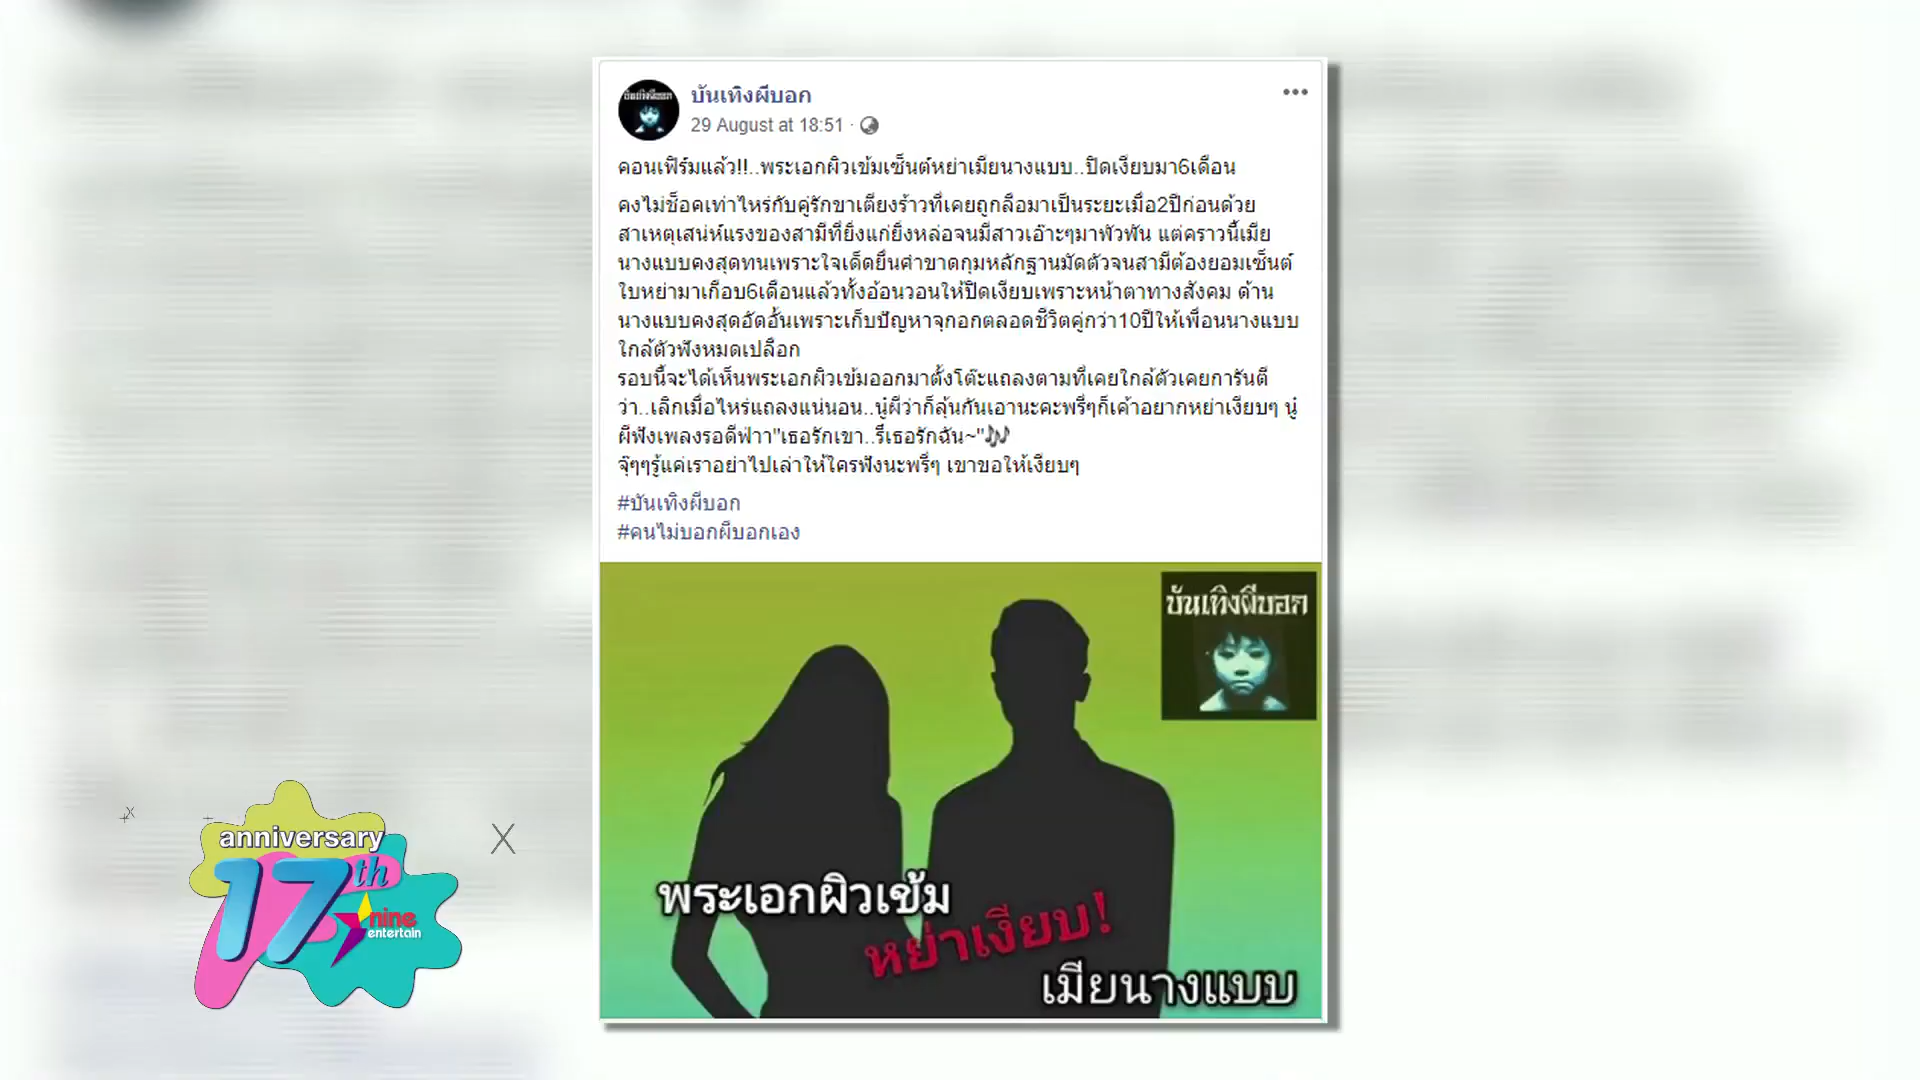 บันเทิงผีบอก
บันเทิงผีบอก
29 August at 18:51 ·
คอนเฟิร์มแล้ว!!..พระเอกผิวเข้มเซ็นต์หย่าเมียนางแบบ..ปิดเงียบมา6เดือน
คงไม่ช็อคเท่าไหร่กับคู่รักขาเตียงร้าวที่เคยถูกลือมาเป็นระยะเมื่อ2ปีก่อนด้วย
สาเหตุเสน่ห์แรงของสามีที่ยิ่งแก่ยิ่งหล่อจนมีสาวเอ๊าะๆมาพัวพัน แต่คราวนี้เมีย
นางแบบคงสุดทนเพราะใจเด็ดยื่นคำขาดกุมหลักฐานมัดตัวจนสามีต้องยอมเซ็นต์
ใบหย่ามาเกือบ6เดือนแล้วทั้งอ้อนวอนให้ปิดเงียบเพราะหน้าตาทางสังคม ด้าน
นางแบบคงสุดอัดอั้นเพราะเก็บปัญหาจุกอกตลอดชีวิตคู่กว่า10ปีให้เพื่อนนางแบบ
ใกล้ตัวฟังหมดเปลือก
รอบนี้จะได้เห็นพระเอกผิวเข้มออกมาตั้งโต๊ะแถลงตามที่เคยใกล้ตัวเคยการันตี
ว่า..เลิกเมื่อไหร่แถลงแน่นอน..นู๋ผีว่าก็ลุ้นกันเอานะคะพรี่ๆก็เค้าอยากหย่าเงียบๆ นู๋
ผีฟังเพลงรอดีฟ่าา"เธอรักเขา..รึ่เธอรักฉัน~"🎶
จุ๊ๆๆรู้แค่เราอย่าไปเล่าให้ใครฟังนะพรี่ๆ เขาขอให้เงียบๆ
#บันเทิงผีบอก
#คนไม่บอกผีบอกเอง
บันเทิงผีบอก
พระเอกผิวเข้ม
หย่าเงียบ!
เมียนางแบบ
anniversary
17th
nine
entertain